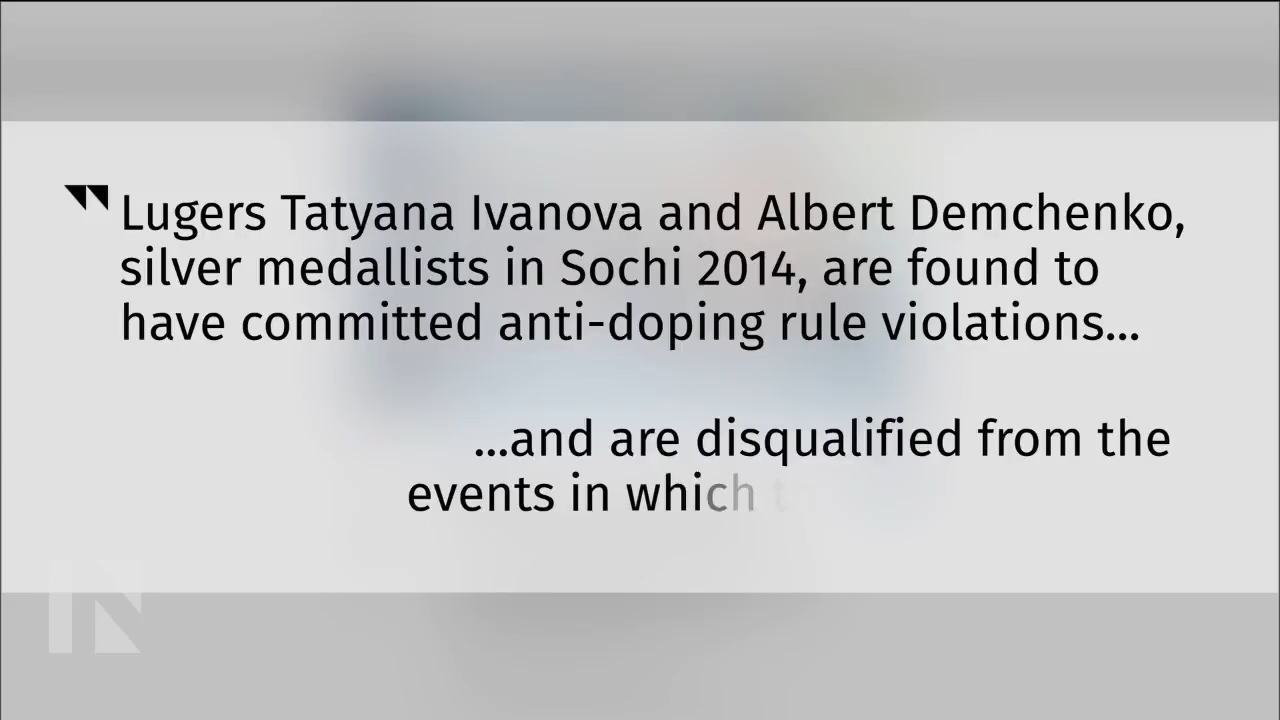 Lugers Tatyana Ivanova and Albert Demchenko,
silver medallists in Sochi 2014, are found to
have committed anti-doping rule violations...
...and are disqualified from the
events in which
IN